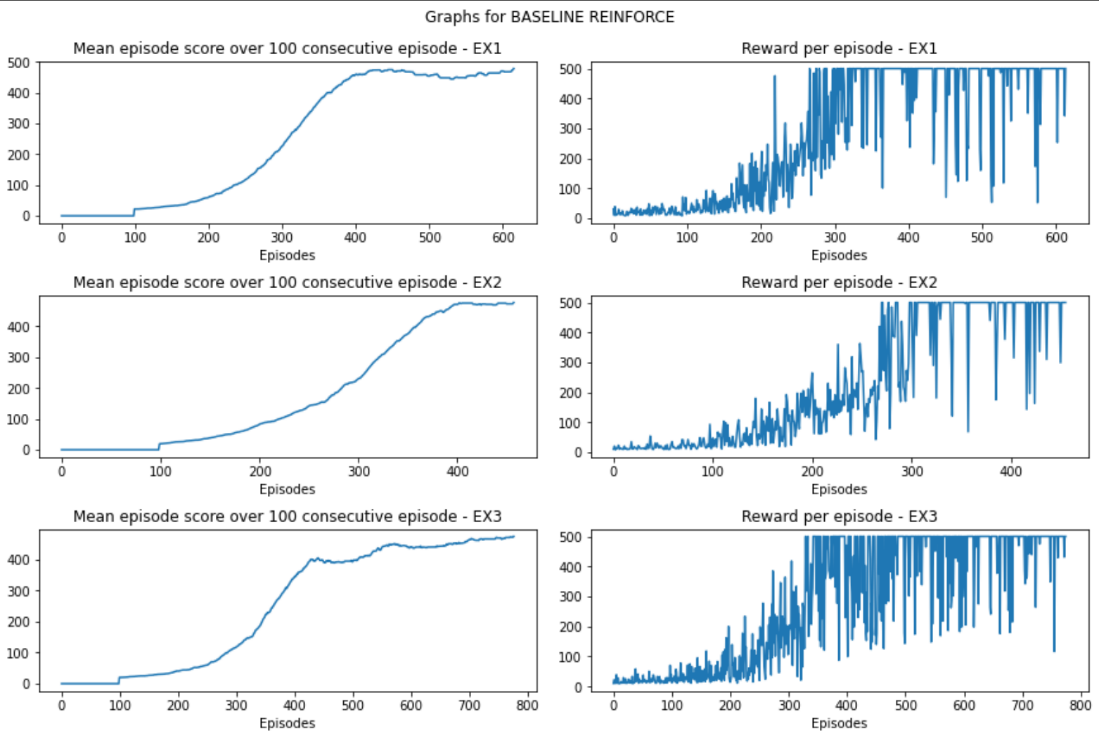 Graphs for BASELINE REINFORCE
Mean episode score over 100 consecutive episode - EX1
500
400
300
200
100
0
0 100 200 300 400 500 600
Episodes
Reward per episode - EX1
500
400
300
200
100
0
0 100 200 300 400 500 600
Episodes
Mean episode score over 100 consecutive episode - EX2
400
300
200
100
0
0 100 200 300 400
Episodes
Reward per episode - EX2
500
400
300
200
100
0
0 100 200 300 400
Episodes
Mean episode score over 100 consecutive episode - EX3
400
300
200
100
0
0 100 200 300 400 500 600 700 800
Episodes
Reward per episode - EX3
500
400
300
200
100
0
0 100 200 300 400 500 600 700 800
Episodes